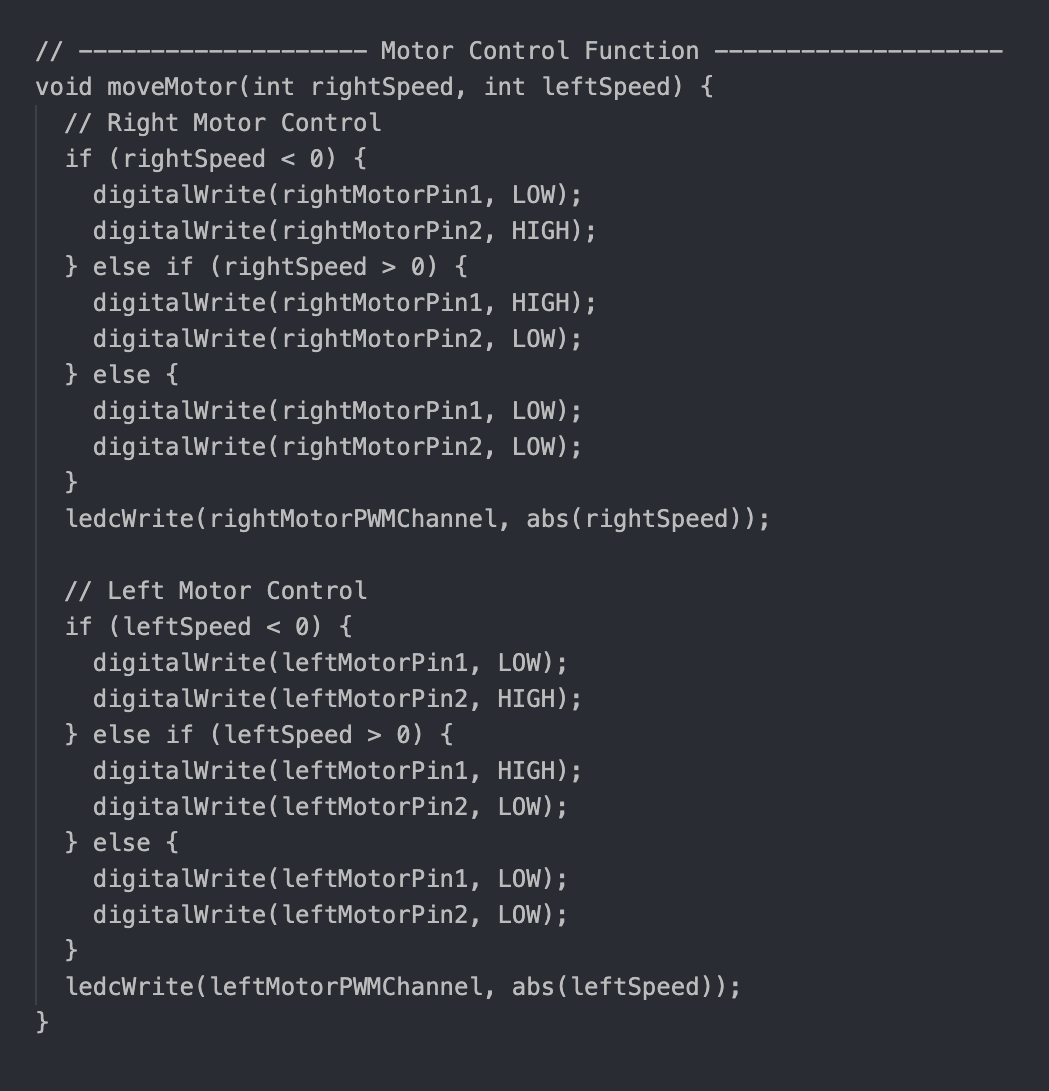 // –––––––––––––––––––– Motor Control Function ––––––––––––––––––––
void moveMotor(int rightSpeed, int leftSpeed) {
  // Right Motor Control
  if (rightSpeed < 0) {
    digitalWrite(rightMotorPin1, LOW);
    digitalWrite(rightMotorPin2, HIGH);
  } else if (rightSpeed > 0) {
    digitalWrite(rightMotorPin1, HIGH);
    digitalWrite(rightMotorPin2, LOW);
  } else {
    digitalWrite(rightMotorPin1, LOW);
    digitalWrite(rightMotorPin2, LOW);
  }
  ledcWrite(rightMotorPWMChannel, abs(rightSpeed));

  // Left Motor Control
  if (leftSpeed < 0) {
    digitalWrite(leftMotorPin1, LOW);
    digitalWrite(leftMotorPin2, HIGH);
  } else if (leftSpeed > 0) {
    digitalWrite(leftMotorPin1, HIGH);
    digitalWrite(leftMotorPin2, LOW);
  } else {
    digitalWrite(leftMotorPin1, LOW);
    digitalWrite(leftMotorPin2, LOW);
  }
  ledcWrite(leftMotorPWMChannel, abs(leftSpeed));
}